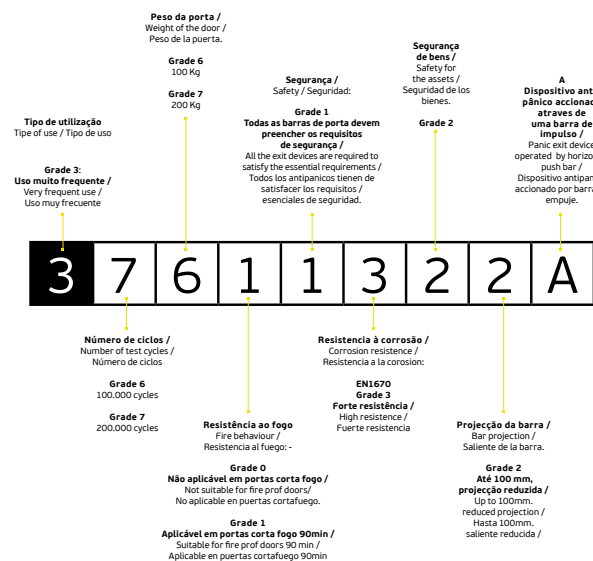 Peso da porta /
Weight of the door /
Peso de la puerta.
Grade 6
100 Kg
Grade 7
200 Kg
Segurança
de bens /
Safety for
the assets /
Seguridad de los
bienes.
Grade 2
Segurança /
Safety / Seguridad:
Grade 1
Todas as barras de porta devem
preencher os requisitos
de segurança /
All the exit devices are required to
satisfy the essential requirements /
Todos los antipanicos tienen de
satisfacer los requisitos /
esenciales de seguridad.
A
Dispositivo ant
pânico accionad
atraves de
uma barra de
impulso /
Panic exit device
operated by horizo
push bar /
Dispositivo antipan
accionado por barra
empuje.
Tipo de utilização
Tipe of use / Tipo de uso
Grade 3:
Uso muito frequente /
Very frequent use /
Uso muy frecuente
3 7 6 1 1 3 2 2 A
Número de ciclos /
Number of test cycles /
Número de ciclos
Grade 6
100.000 cycles
Grade 7
200.000 cycles
Resistencia à corrosão /
Corrosion resistence /
Resistencia a la corosion:
EN1670
Grade 3
Forte resistência /
High resistence /
Fuerte resistencia
Resistência ao fogo
Fire behaviour /
Resistencia al fuego: -
Grade 0
Não aplicável em portas corta fogo /
Not suitable for fire prof doors/
No aplicable en puertas cortafuego.
Grade 1
Aplicável em portas corta fogo 90min /
Suitable for fire prof doors 90 min /
Aplicable en puertas cortafuego 90min
Projecção da barra /
Bar projection /
Saliente de la barra.
Grade 2
Até 100 mm,
projecção reduzida /
Up to 100mm.
reduced projection /
Hasta 100mm.
saliente reducida /